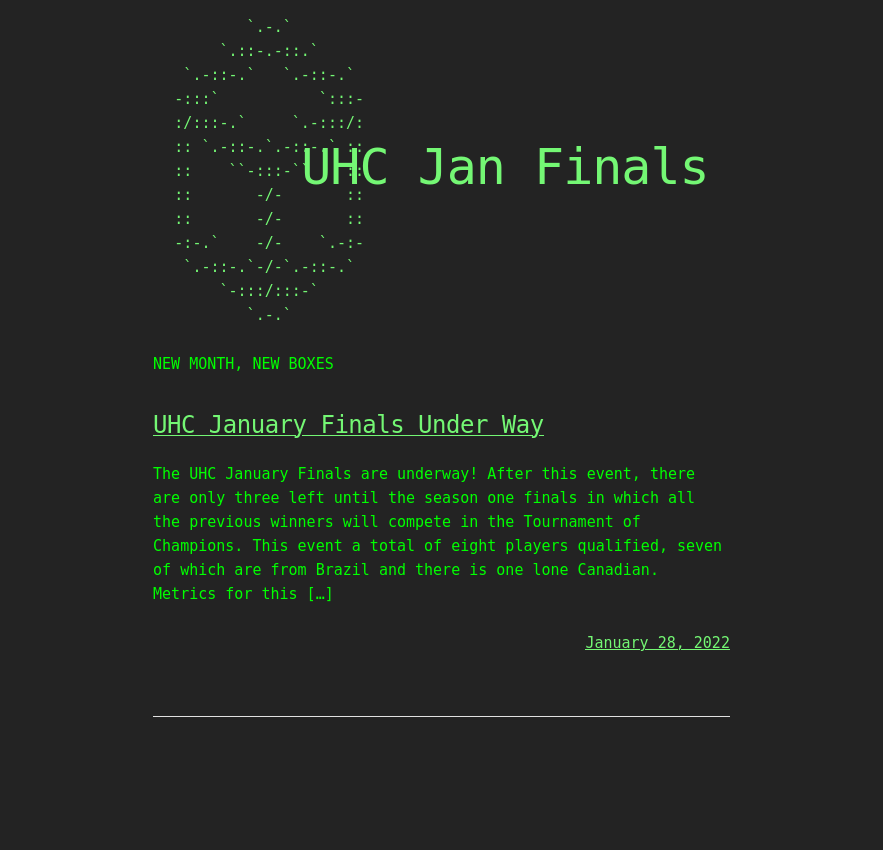 UHC Jan Finals
NEW MONTH, NEW BOXES
UHC January Finals Under Way
The UHC January Finals are underway! After this event, there
are only three left until the season one finals in which all
the previous winners will compete in the Tournament of
Champions. This event a total of eight players qualified, seven
of which are from Brazil and there is one lone Canadian.
Metrics for this […]
January 28, 2022